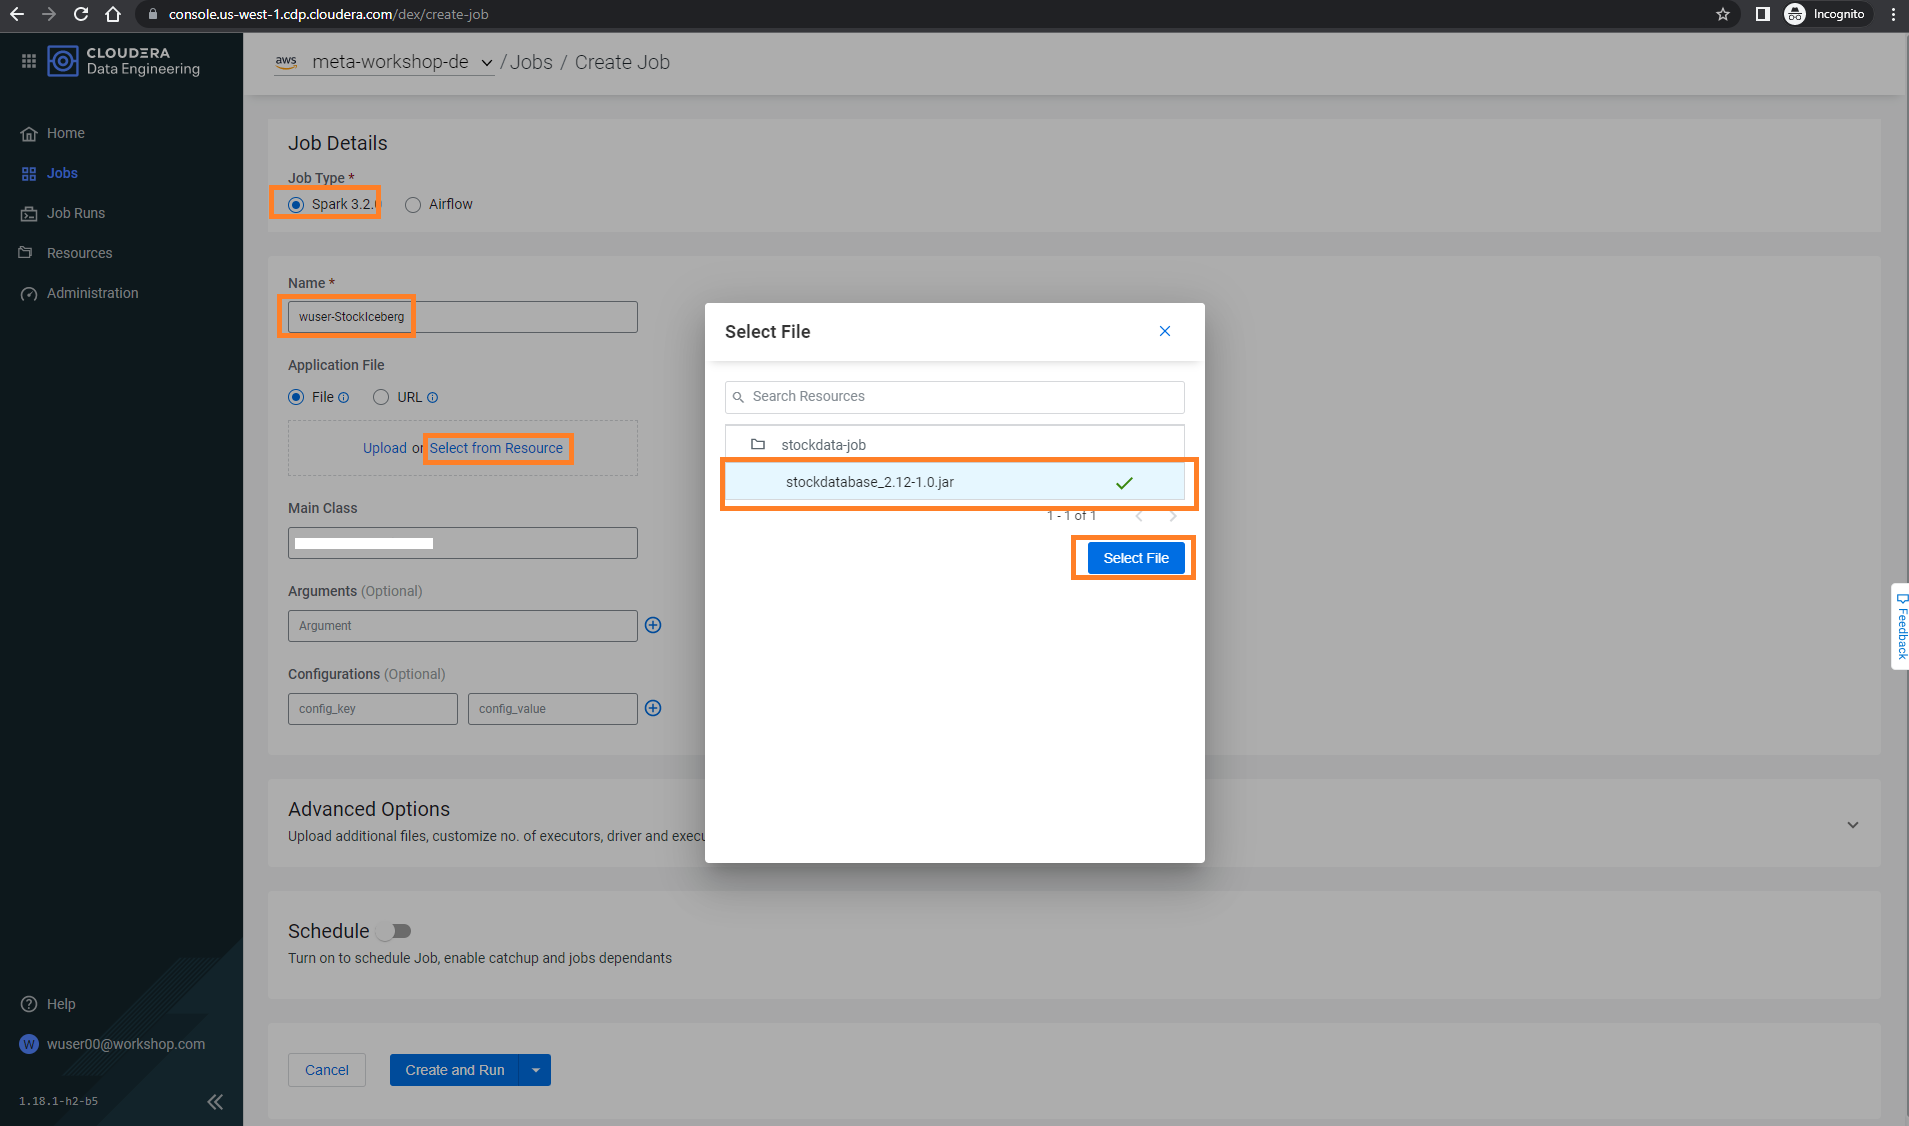 console.us-west-1.cdp.cloudera.com/dex/create-job
Incognito
CLOUDERA
Data Engineering
aws meta-workshop-de / Jobs / Create Job
Home
Jobs
Job Runs
Resources
Administration
Job Details
Job Type *
Spark 3.2.0 Airflow
Name *
wuser-StockIceberg
Application File
File URL
Upload or Select from Resource
Main Class
Arguments (Optional)
Argument
Configurations (Optional)
config_key config_value
Select File
Search Resources
stockdata-job
stockdatabase_2.12-1.0.jar
1 - 1 of 1
Select File
Feedback
Advanced Options
Upload additional files, customize no. of executors, driver and
Schedule
Turn on to schedule Job, enable catchup and jobs dependants
Cancel Create and Run
Help
W wuser00@workshop.com
1.18.1-h2-b5